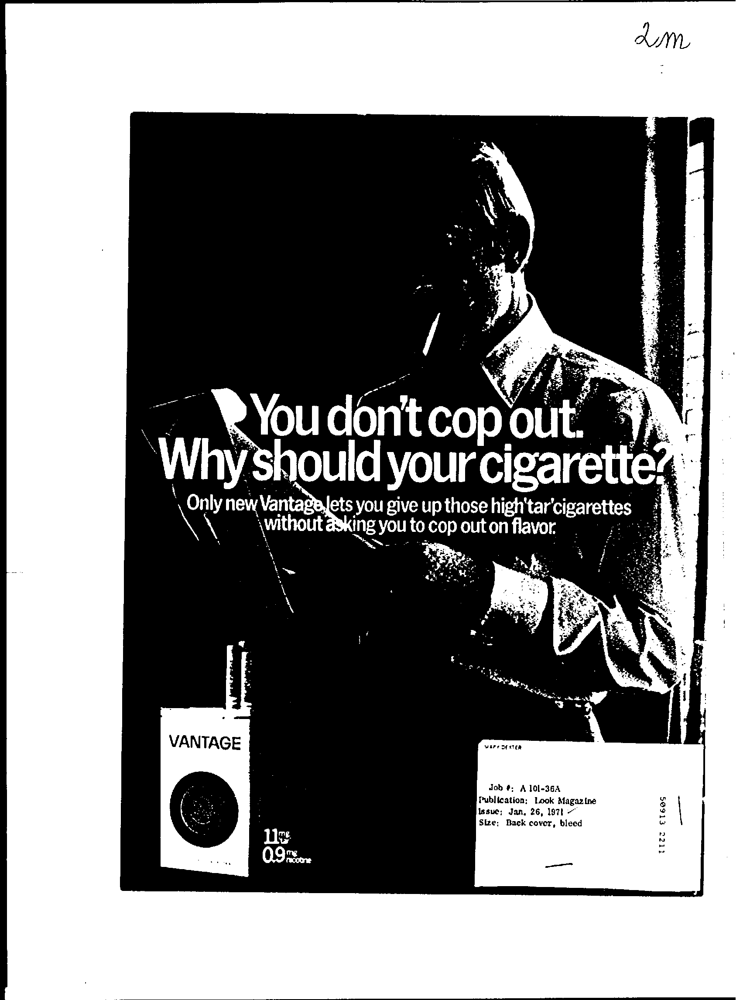 2m
You don't cop out.
Why should your cigarette?
Only new Vantage lets you give up those high 'tar' cigarettes
without asking you to cop out on flavor.
VANTAGE
11 mg. 'tar'
0.9 mg. nicotine
Job #: A 101-36A
Publication: Look Magazine
Issue: Jan. 26, 1971
Size: Back cover, bleed
50913 2211